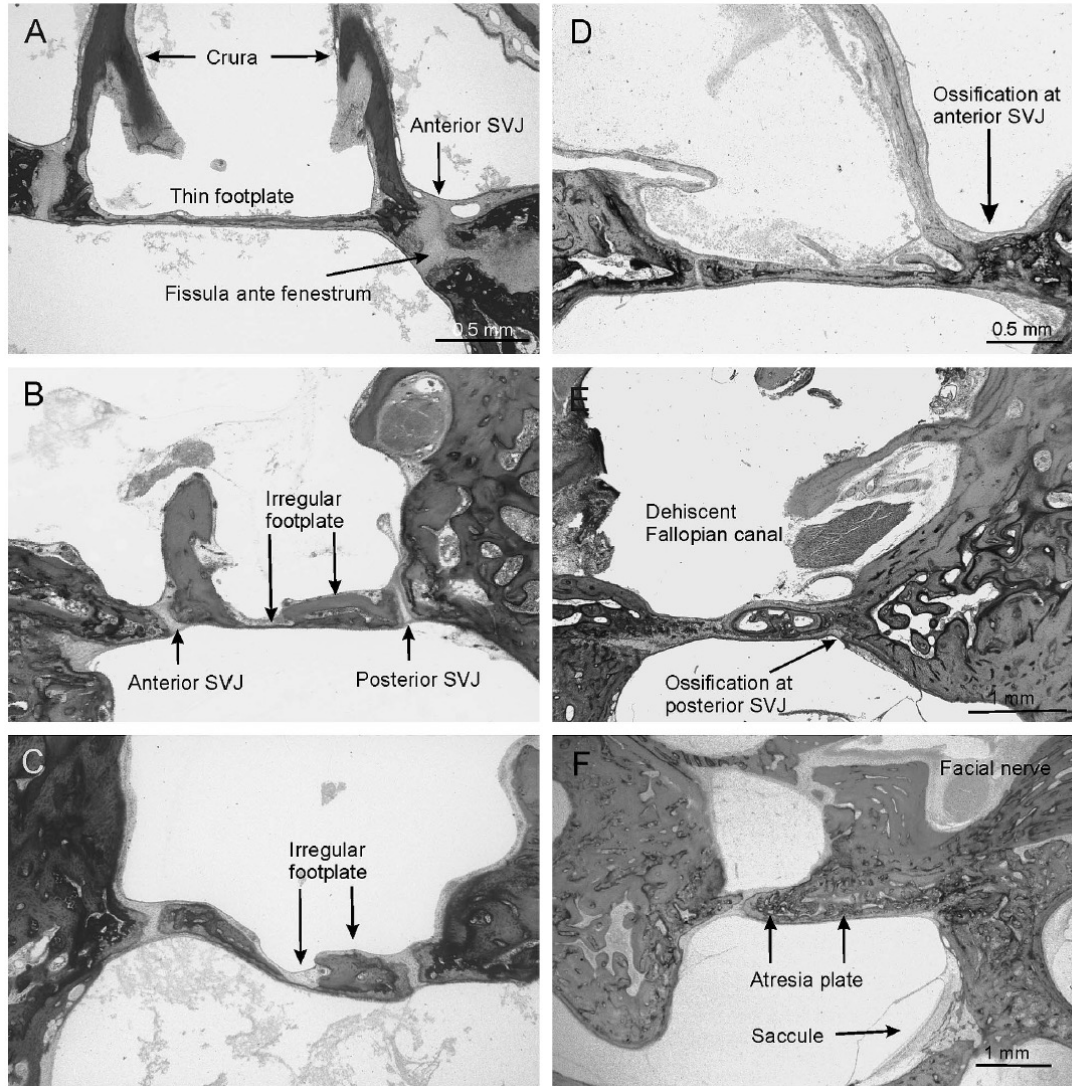 A
Crura
Anterior SVJ
Thin footplate
Fissula ante fenestrum
0.5 mm
B
Irregular
footplate
Anterior SVJ
Posterior SVJ
C
Irregular
footplate
D
Ossification at
anterior SVJ
0.5 mm
E
Dehiscent
Fallopian canal
Ossification at
posterior SVJ
1 mm
F
Facial nerve
Atresia plate
Saccule
1 mm